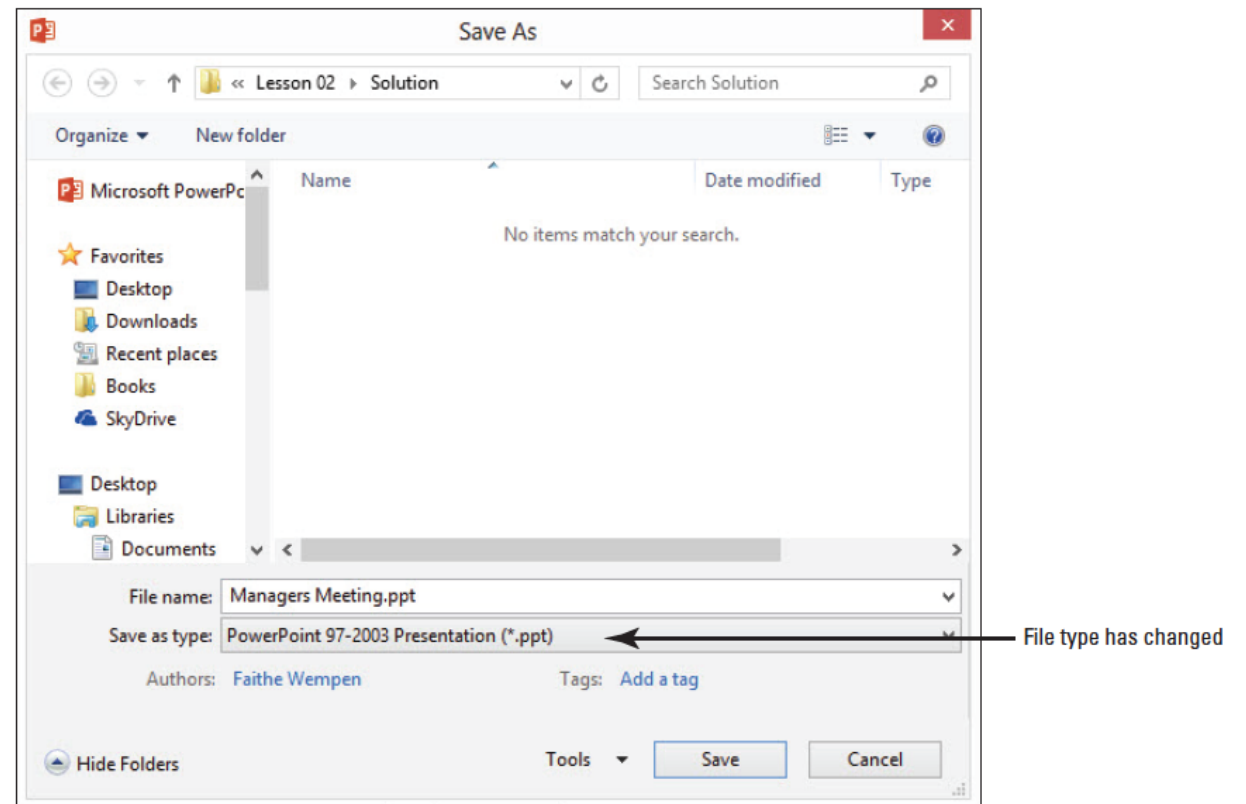 Save As
« Lesson 02 Solution
Search Solution
Organize
New folder
Microsoft PowerPc
Name
Date modified
Type
No items match your search.
Favorites
Desktop
Downloads
Recent places
Books
SkyDrive
Desktop
Libraries
Documents
File name: Managers Meeting.ppt
Save as type: PowerPoint 97-2003 Presentation (*.ppt)
File type has changed
Authors: Faithe Wempen
Tags: Add a tag
Hide Folders
Tools
Save
Cancel